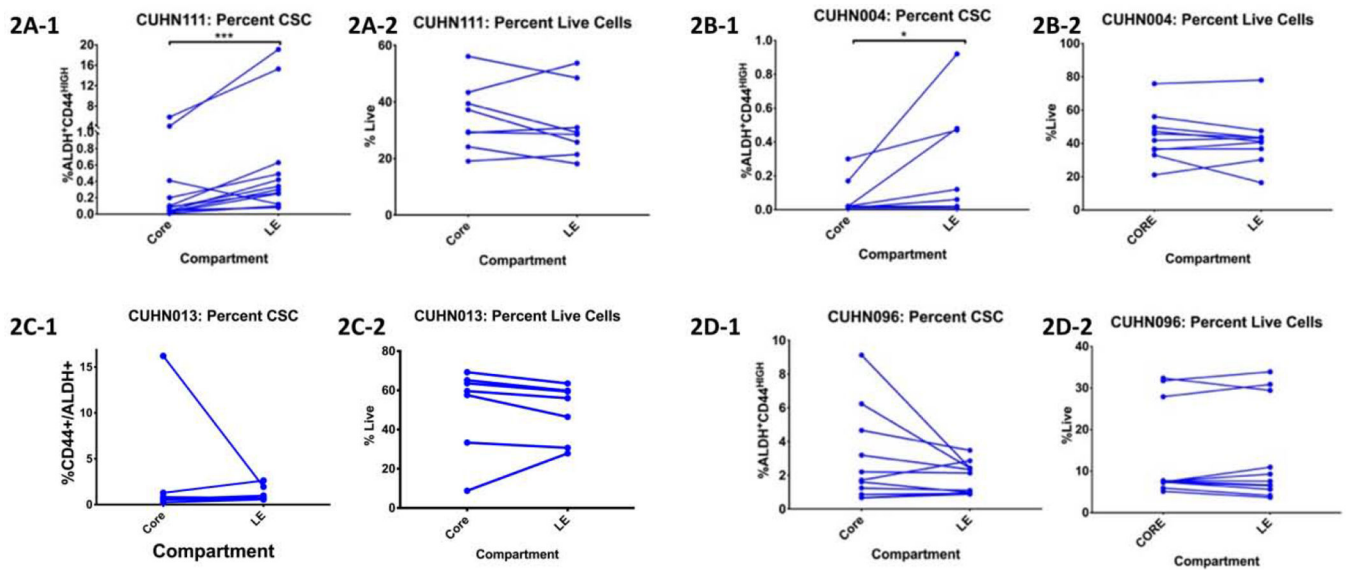 2A-1
CUHN111: Percent CSC
***
%ALDH⁺CD44ᴴᴵᴳᴴ
20
16
12
8
4
1.0
0.8
0.6
0.4
0.2
0.0
Core
LE
Compartment
2A-2
CUHN111: Percent Live Cells
% Live
60
40
20
0
Core
LE
Compartment
2B-1
CUHN004: Percent CSC
*
%ALDH⁺CD44ᴴᴵᴳᴴ
1.0
0.8
0.6
0.4
0.2
0.0
Core
LE
Compartment
2B-2
CUHN004: Percent Live Cells
%Live
100
80
60
40
20
0
CORE
LE
Compartment
2C-1
CUHN013: Percent CSC
%CD44+/ALDH+
15
10
5
0
Core
LE
Compartment
2C-2
CUHN013: Percent Live Cells
% Live
80
60
40
20
0
Core
LE
Compartment
2D-1
CUHN096: Percent CSC
%ALDH⁺CD44ᴴᴵᴳᴴ
10
8
6
4
2
0
Core
LE
Compartment
2D-2
CUHN096: Percent Live Cells
%Live
40
30
20
10
0
CORE
LE
Compartment